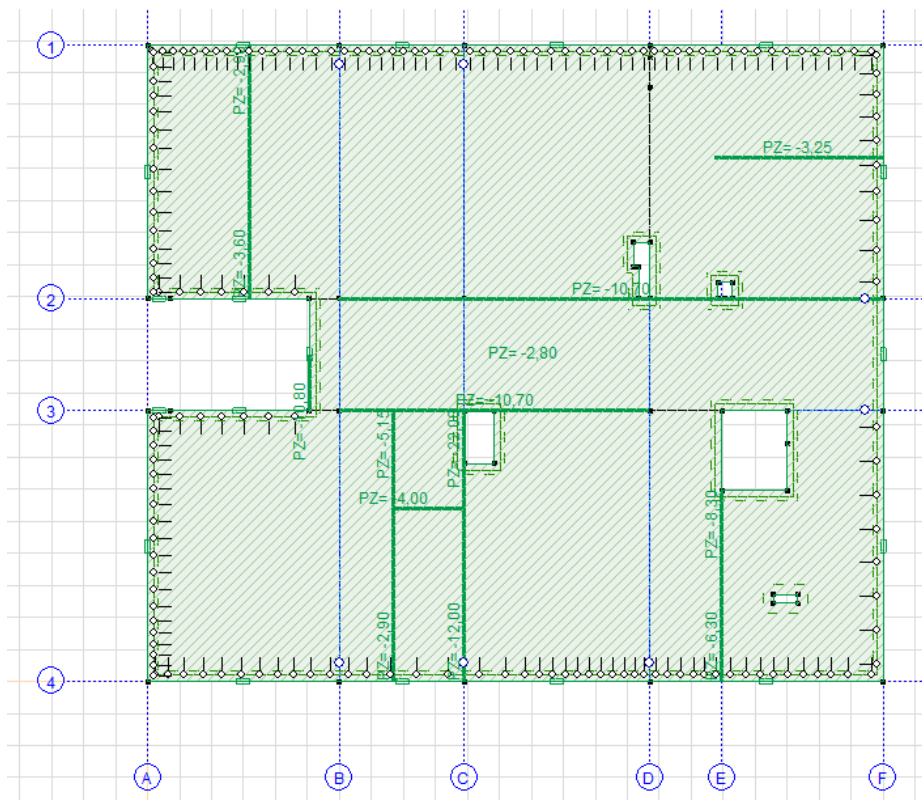 1
PZ= -3,25
PZ= -3,60
2
PZ= -10,70
PZ= -2,80
3
PZ= -10,70
PZ= -5,15
PZ= -4,00
PZ= -8,30
PZ= -2,90
PZ= -12,00
PZ= -6,30
4
A
B
C
D
E
F